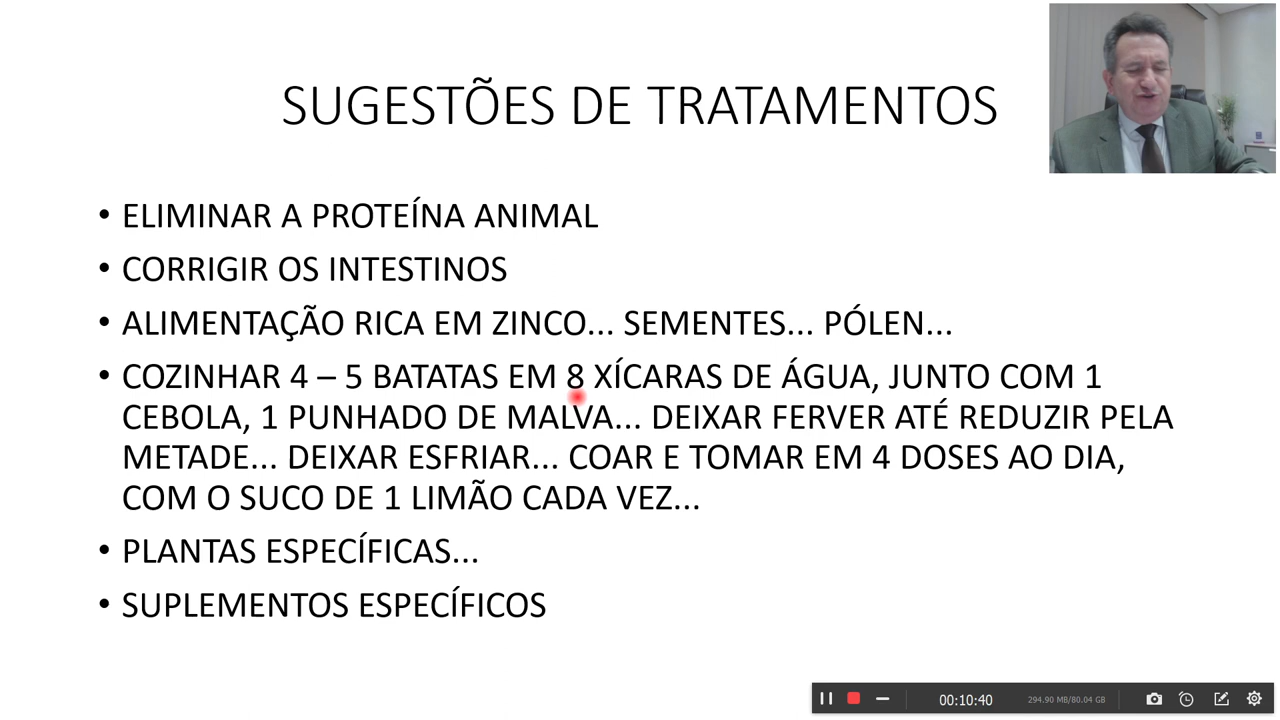 SUGESTÕES DE TRATAMENTOS
• ELIMINAR A PROTEÍNA ANIMAL
• CORRIGIR OS INTESTINOS
• ALIMENTAÇÃO RICA EM ZINCO... SEMENTES... PÓLEN...
• COZINHAR 4 – 5 BATATAS EM 8 XÍCARAS DE ÁGUA, JUNTO COM 1
CEBOLA, 1 PUNHADO DE MALVA... DEIXAR FERVER ATÉ REDUZIR PELA
METADE... DEIXAR ESFRIAR... COAR E TOMAR EM 4 DOSES AO DIA,
COM O SUCO DE 1 LIMÃO CADA VEZ...
• PLANTAS ESPECÍFICAS...
• SUPLEMENTOS ESPECÍFICOS
00:10:40 294.90 MB/80.04 GB